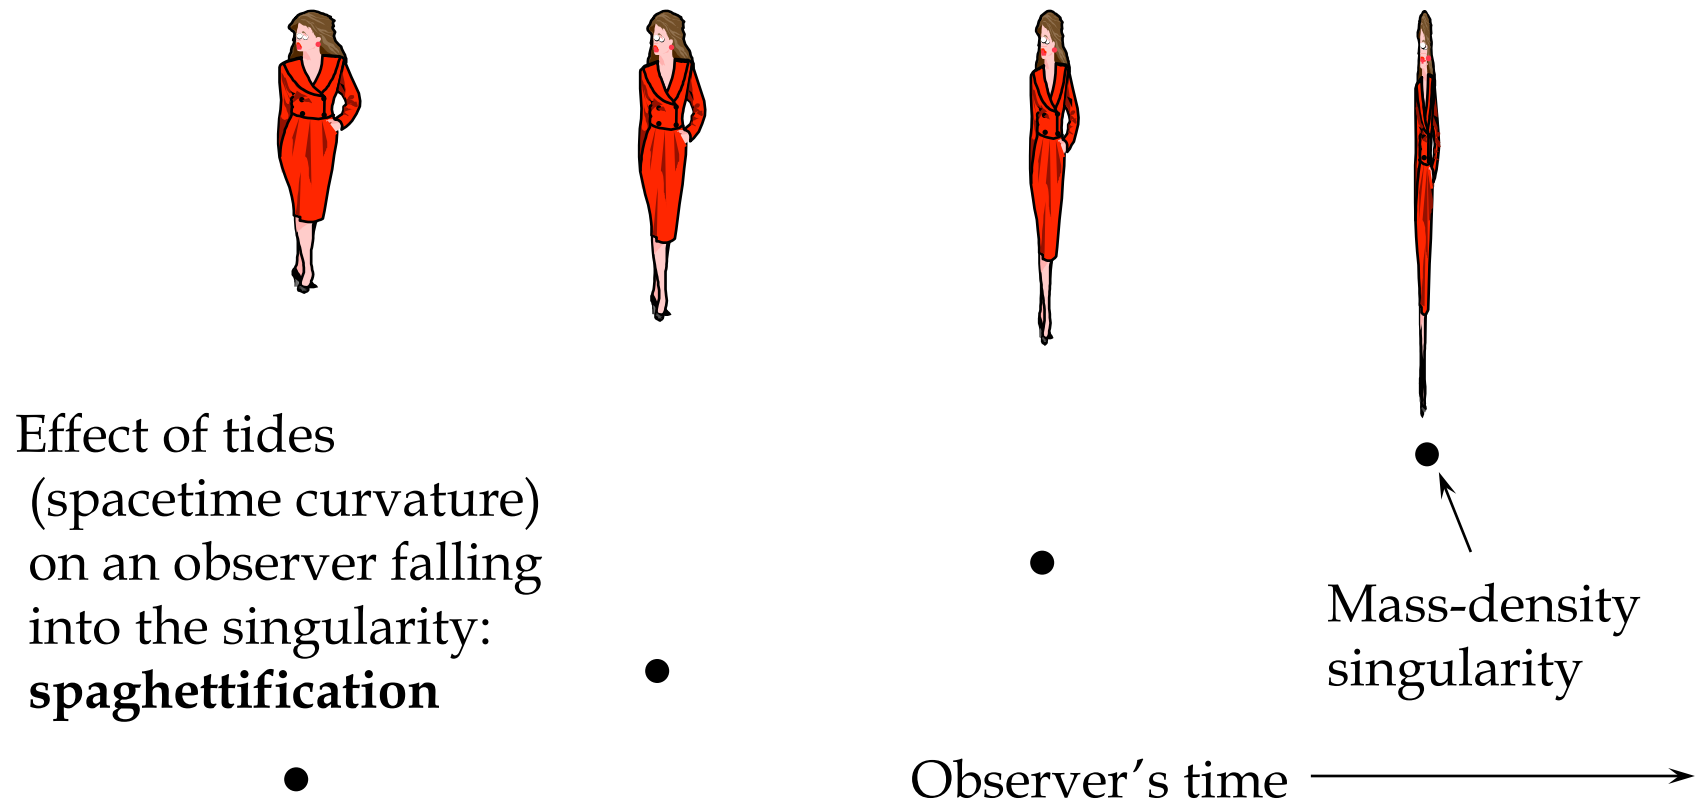 Effect of tides
(spacetime curvature)
on an observer falling
into the singularity:
spaghettification
Mass-density
singularity
Observer’s time